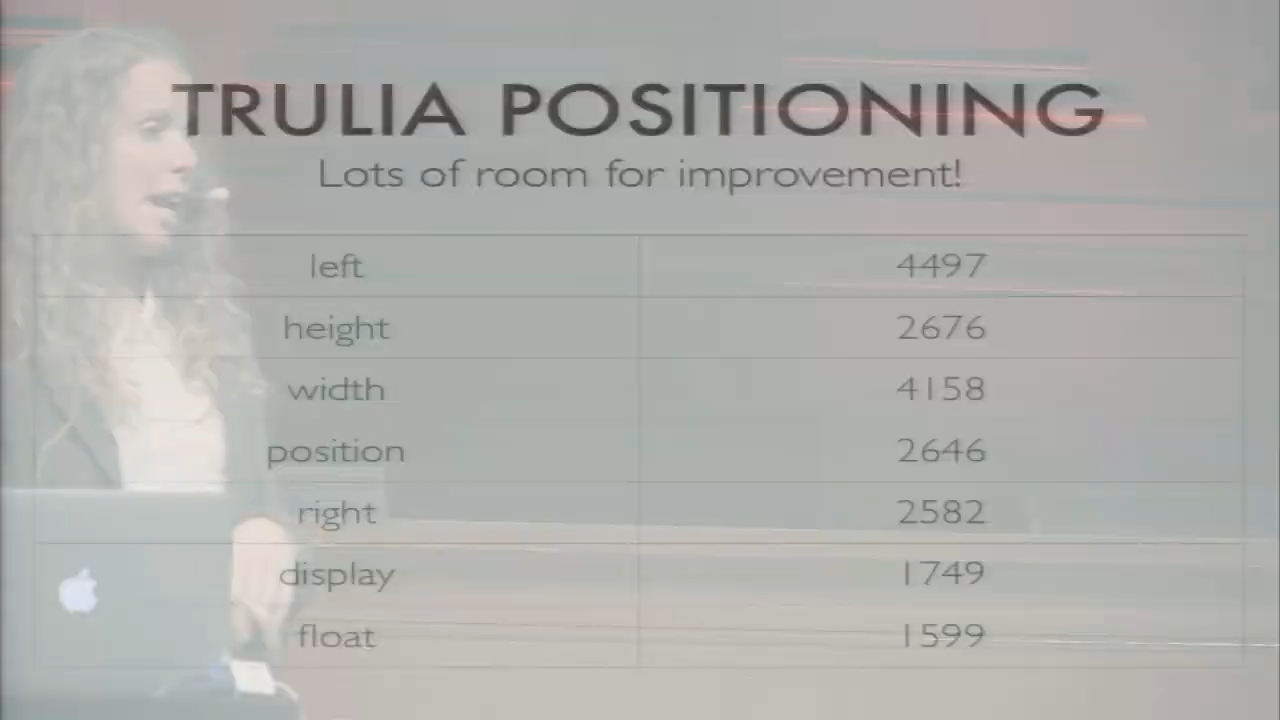 TRULIA POSITIONING
Lots of room for improvement!
left 4497
height 2676
width 4158
position 2646
right 2582
display 1749
float 1599